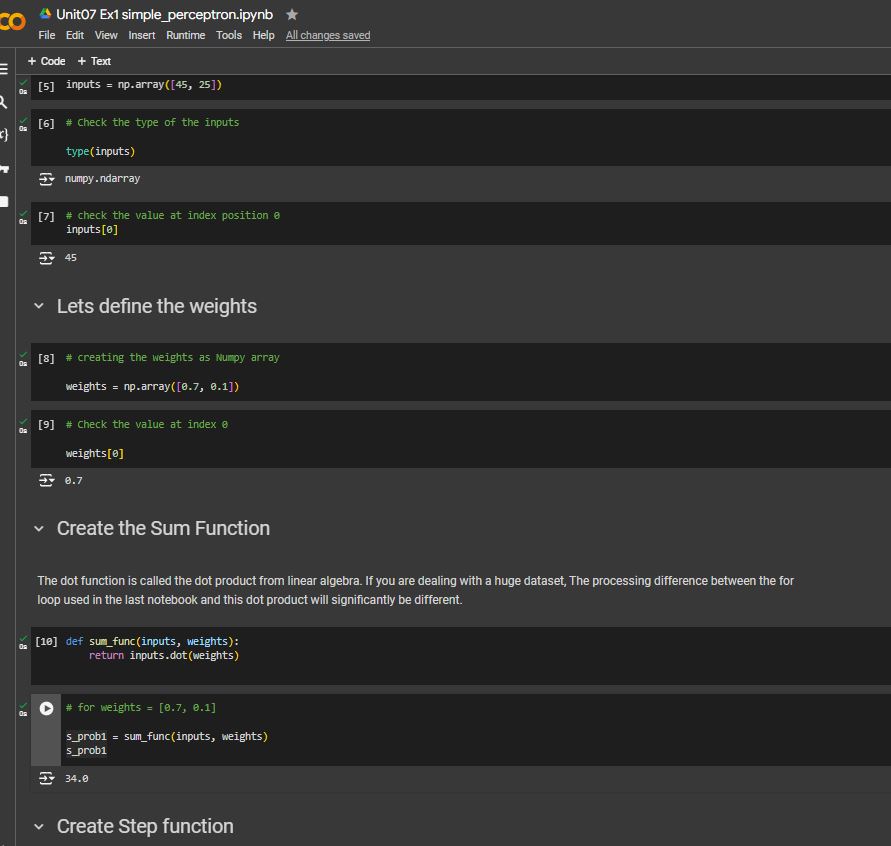 CO
Unit07 Ex1 simple_perceptron.ipynb
File Edit View Insert Runtime Tools Help All changes saved
+ Code + Text
0s [5] inputs = np.array([45, 25])
[6] # Check the type of the inputs
0s
type(inputs)
numpy.ndarray
[7] # check the value at index position 0
0s inputs[0]
45
Lets define the weights
[8] # creating the weights as Numpy array
0s
weights = np.array([0.7, 0.1])
[9] # Check the value at index 0
0s
weights[0]
0.7
Create the Sum Function
The dot function is called the dot product from linear algebra. If you are dealing with a huge dataset, The processing difference between the for
loop used in the last notebook and this dot product will significantly be different.
[10] def sum_func(inputs, weights):
0s return inputs.dot(weights)
# for weights = [0.7, 0.1]
0s
s_prob1 = sum_func(inputs, weights)
s_prob1
34.0
Create Step function